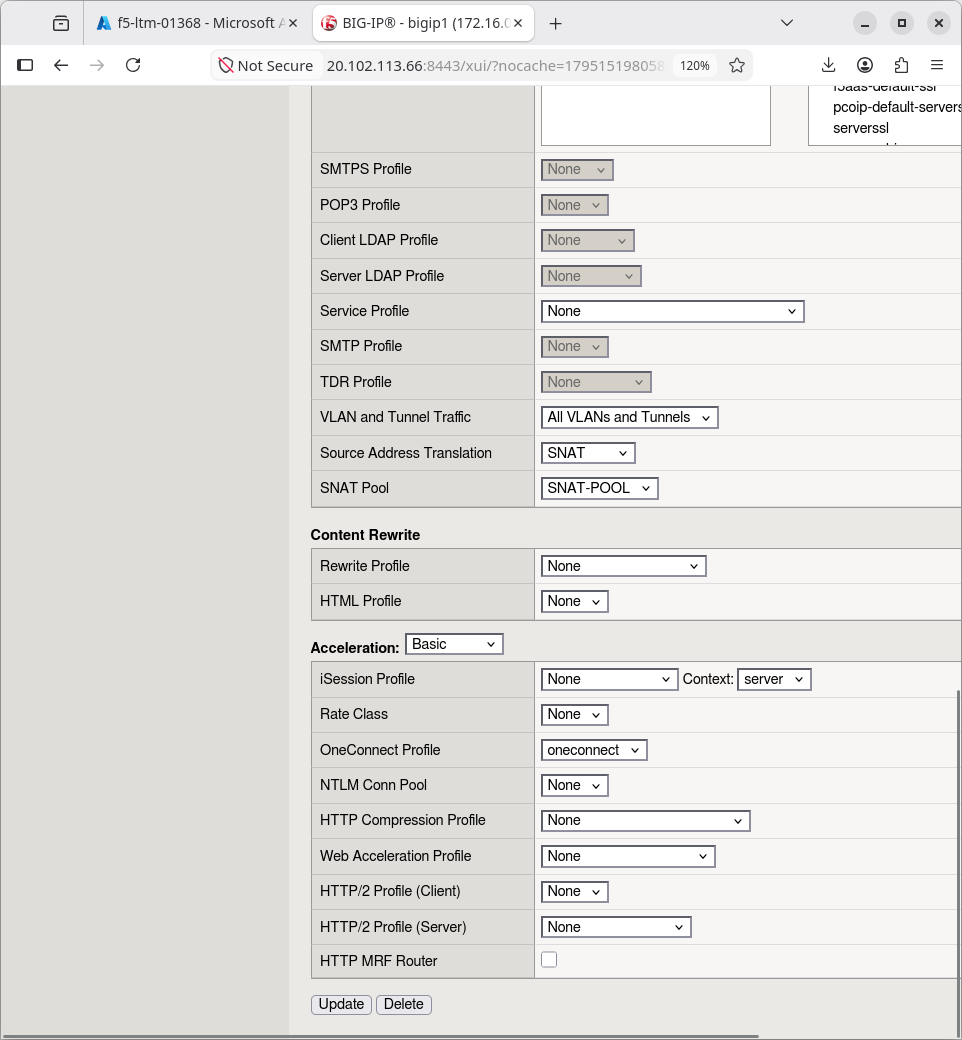 f5-ltm-01368 - Microsoft A
BIG-IP® - bigip1 (172.16.0
Not Secure
20.102.113.66:8443/xui/?nocache=179515198058
120%
f5aas-default-ssl
pcoip-default-servers
serverssl
SMTPS Profile None
POP3 Profile None
Client LDAP Profile None
Server LDAP Profile None
Service Profile None
SMTP Profile None
TDR Profile None
VLAN and Tunnel Traffic All VLANs and Tunnels
Source Address Translation SNAT
SNAT Pool SNAT-POOL
Content Rewrite
Rewrite Profile None
HTML Profile None
Acceleration: Basic
iSession Profile None Context: server
Rate Class None
OneConnect Profile oneconnect
NTLM Conn Pool None
HTTP Compression Profile None
Web Acceleration Profile None
HTTP/2 Profile (Client) None
HTTP/2 Profile (Server) None
HTTP MRF Router
Update Delete